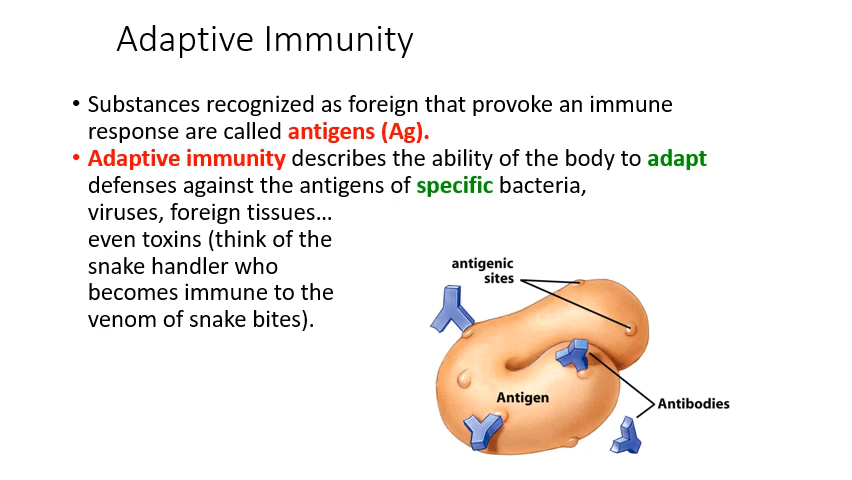 Adaptive Immunity
• Substances recognized as foreign that provoke an immune
response are called antigens (Ag).
• Adaptive immunity describes the ability of the body to adapt
defenses against the antigens of specific bacteria,
viruses, foreign tissues…
even toxins (think of the
snake handler who
becomes immune to the
venom of snake bites).
antigenic
sites
Antigen
Antibodies